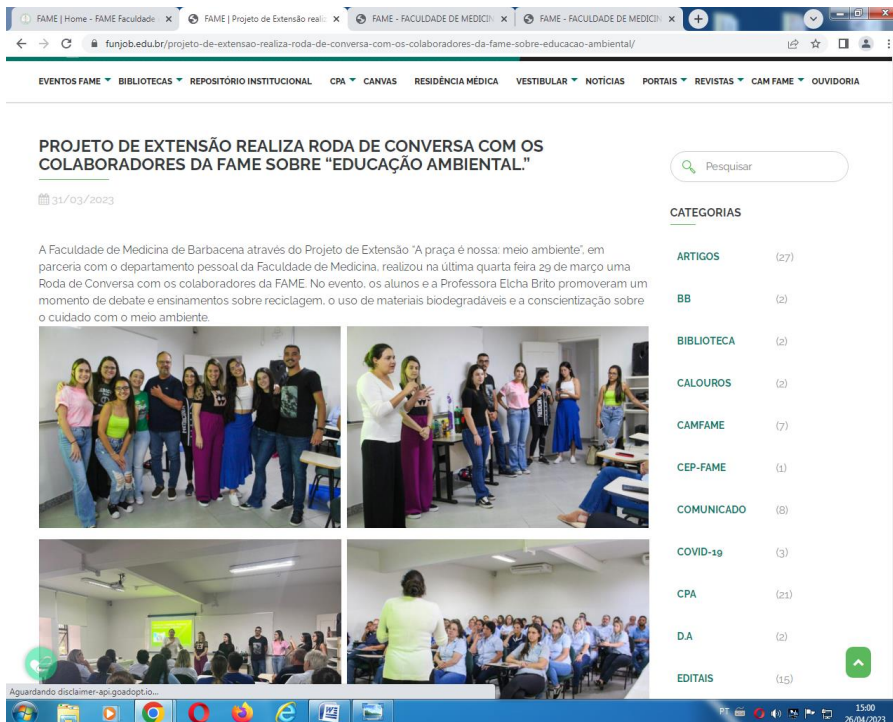 FAME | Home - FAME Faculdade
FAME | Projeto de Extensão realiz
FAME - FACULDADE DE MEDICIN
FAME - FACULDADE DE MEDICIN
funjob.edu.br/projeto-de-extensao-realiza-roda-de-conversa-com-os-colaboradores-da-fame-sobre-educacao-ambiental/
EVENTOS FAME BIBLIOTECAS REPOSITÓRIO INSTITUCIONAL CPA CANVAS RESIDÊNCIA MÉDICA VESTIBULAR NOTÍCIAS PORTAIS REVISTAS CAM FAME OUVIDORIA
PROJETO DE EXTENSÃO REALIZA RODA DE CONVERSA COM OS
COLABORADORES DA FAME SOBRE “EDUCAÇÃO AMBIENTAL.”
31/03/2023
A Faculdade de Medicina de Barbacena através do Projeto de Extensão “A praça é nossa: meio ambiente”, em
parceria com o departamento pessoal da Faculdade de Medicina, realizou na última quarta feira 29 de março uma
Roda de Conversa com os colaboradores da FAME. No evento, os alunos e a Professora Elcha Brito promoveram um
momento de debate e ensinamentos sobre reciclagem, o uso de materiais biodegradáveis e a conscientização sobre
o cuidado com o meio ambiente.
Pesquisar
CATEGORIAS
ARTIGOS (27)
BB (2)
BIBLIOTECA (2)
CALOUROS (2)
CAMFAME (7)
CEP-FAME (1)
COMUNICADO (8)
COVID-19 (3)
CPA (21)
D.A (2)
EDITAIS (15)
Aguardando disclaimer-api.goadopt.io...
PT
15:00
26/04/2023